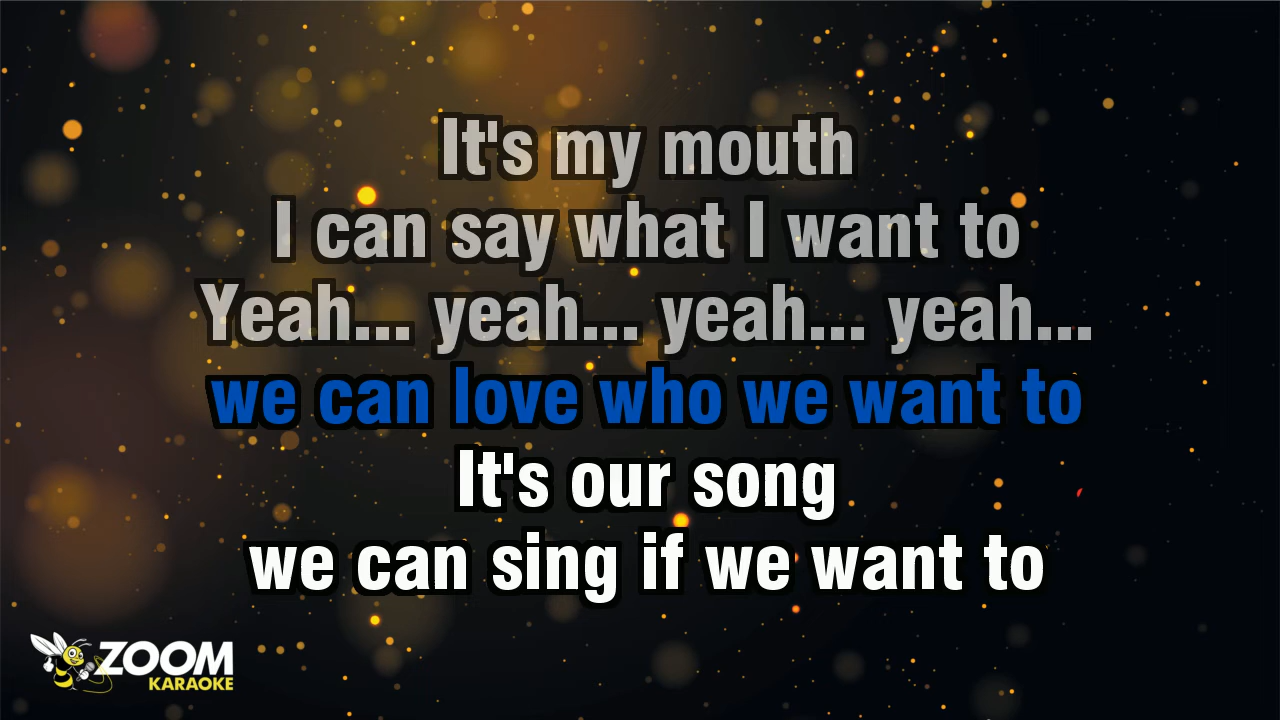 It's my mouth
I can say what I want to
Yeah... yeah... yeah... yeah...
we can love who we want to
It's our song
we can sing if we want to
ZOOM
KARAOKE